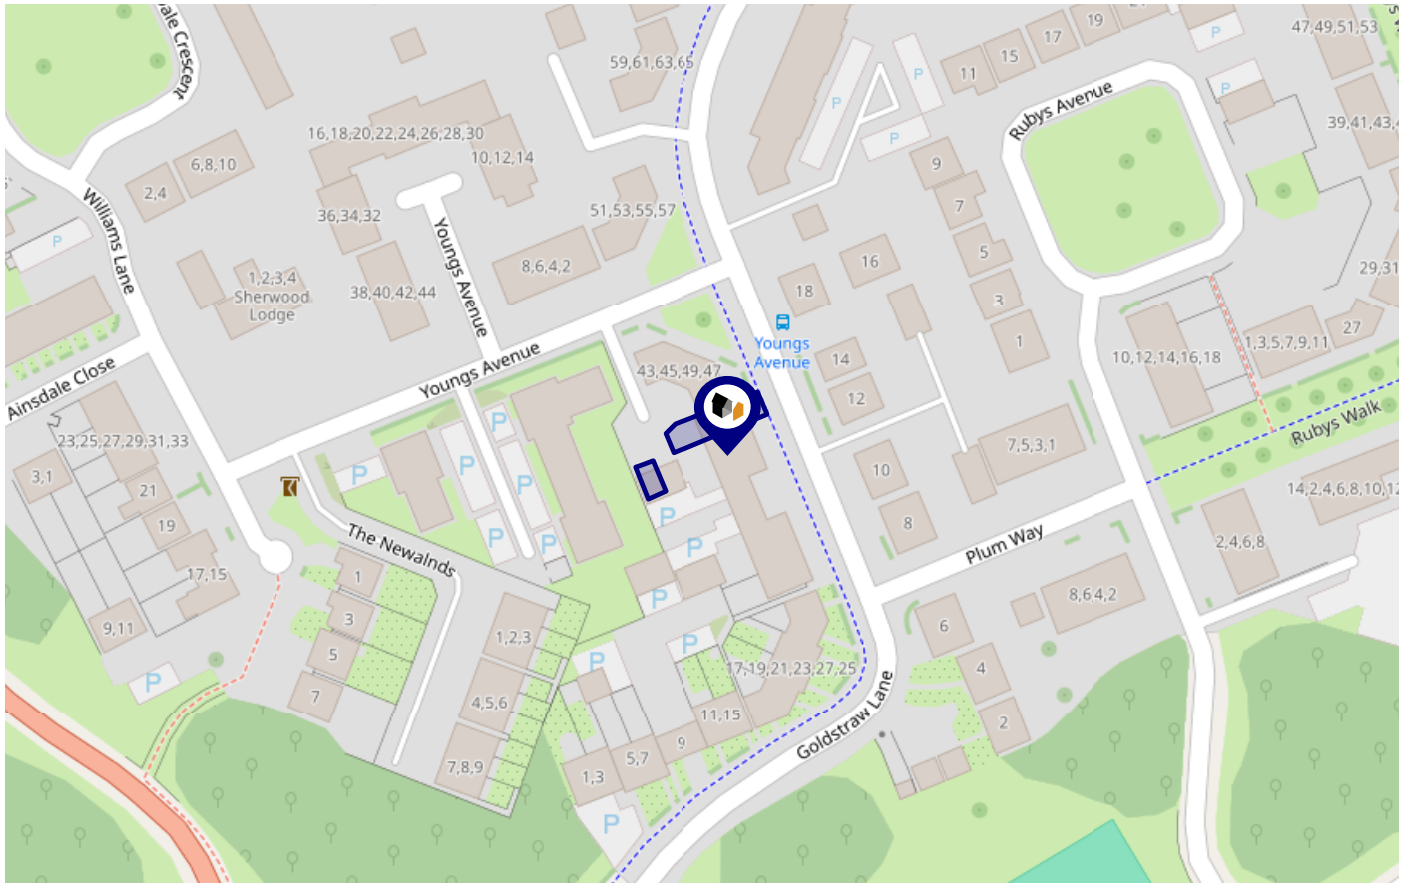 ale Crescent
Williams Lane
2,4
6,8,10
16,18,20,22,24,26,28,30
10,12,14
36,34,32
1,2,3,4
Sherwood
Lodge
38,40,42,44
Youngs Avenue
8,6,4,2
51,53,55,57
59,61,63,65
P
P
P
P
P
P
11
15
17
19
47,49,51,53
Rubys Avenue
39,41,43,4
9
7
5
3
1
16
18
14
12
10
8
Youngs
Avenue
10,12,14,16,18
1,3,5,7,9,11
27
29,31
Rubys Walk
7,5,3,1
14,2,4,6,8,10,12
2,4,6,8
Plum Way
8,6,4,2
6
4
2
Goldstraw Lane
Ainsdale Close
Youngs Avenue
43,45,49,47
23,25,27,29,31,33
3,1
21
19
17,15
9,11
P
P
P
P
P
P
P
P
P
P
The Newalnds
1
3
5
7
1,2,3
4,5,6
7,8,9
P
P
P
P
17,19,21,23,27,25
11,15
9
5,7
1,3
P